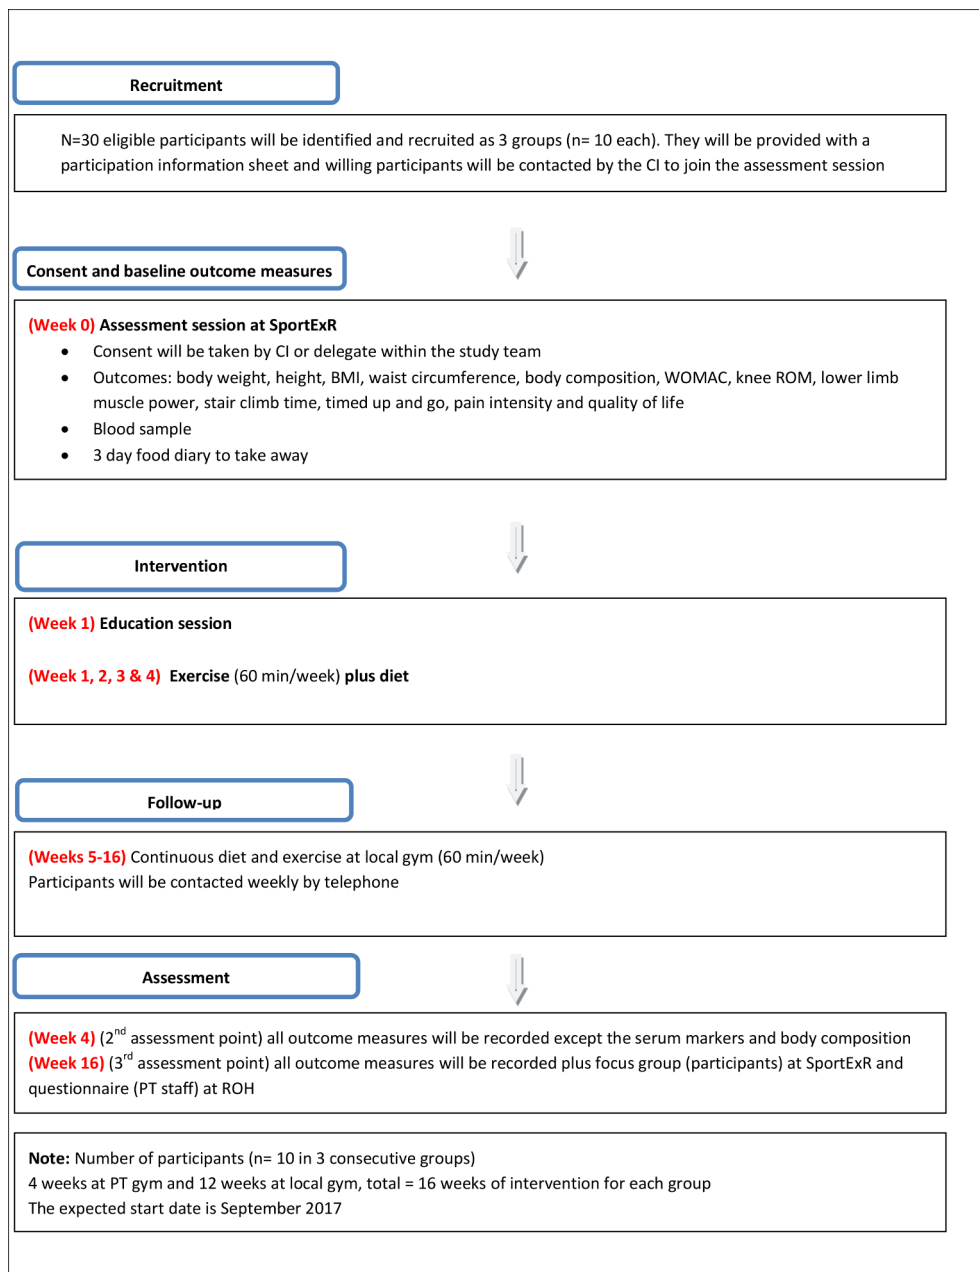 Recruitment
N=30 eligible participants will be identified and recruited as 3 groups (n= 10 each). They will be provided with a
participation information sheet and willing participants will be contacted by the CI to join the assessment session
Consent and baseline outcome measures
(Week 0) Assessment session at SportExR
• Consent will be taken by CI or delegate within the study team
• Outcomes: body weight, height, BMI, waist circumference, body composition, WOMAC, knee ROM, lower limb
muscle power, stair climb time, timed up and go, pain intensity and quality of life
• Blood sample
• 3 day food diary to take away
Intervention
(Week 1) Education session
(Week 1, 2, 3 & 4) Exercise (60 min/week) plus diet
Follow-up
(Weeks 5-16) Continuous diet and exercise at local gym (60 min/week)
Participants will be contacted weekly by telephone
Assessment
(Week 4) (2nd assessment point) all outcome measures will be recorded except the serum markers and body composition
(Week 16) (3rd assessment point) all outcome measures will be recorded plus focus group (participants) at SportExR and
questionnaire (PT staff) at ROH
Note: Number of participants (n= 10 in 3 consecutive groups)
4 weeks at PT gym and 12 weeks at local gym, total = 16 weeks of intervention for each group
The expected start date is September 2017